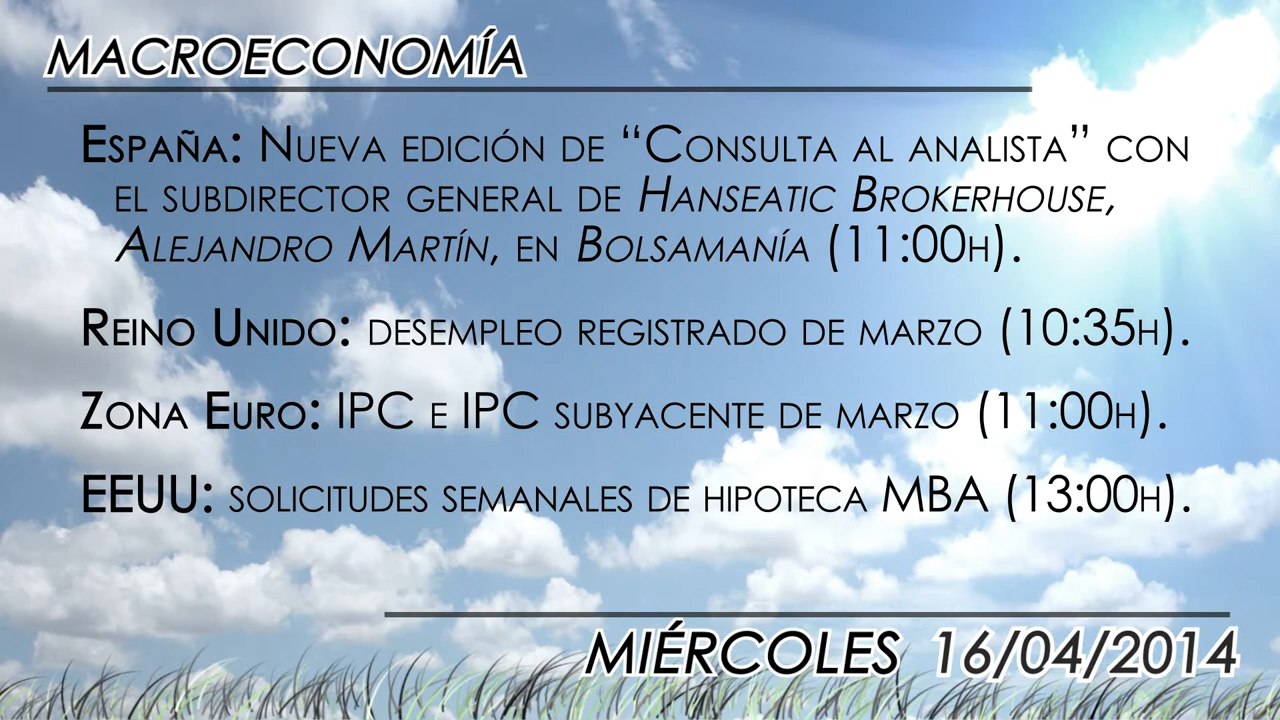 MACROECONOMÍA
ESPAÑA: NUEVA EDICIÓN DE “CONSULTA AL ANALISTA” CON
EL SUBDIRECTOR GENERAL DE HANSEATIC BROKERHOUSE,
ALEJANDRO MARTÍN, EN BOLSAMANÍA (11:00H).
REINO UNIDO: DESEMPLEO REGISTRADO DE MARZO (10:35H).
ZONA EURO: IPC E IPC SUBYACENTE DE MARZO (11:00H).
EEUU: SOLICITUDES SEMANALES DE HIPOTECA MBA (13:00H).
MIÉRCOLES 16/04/2014